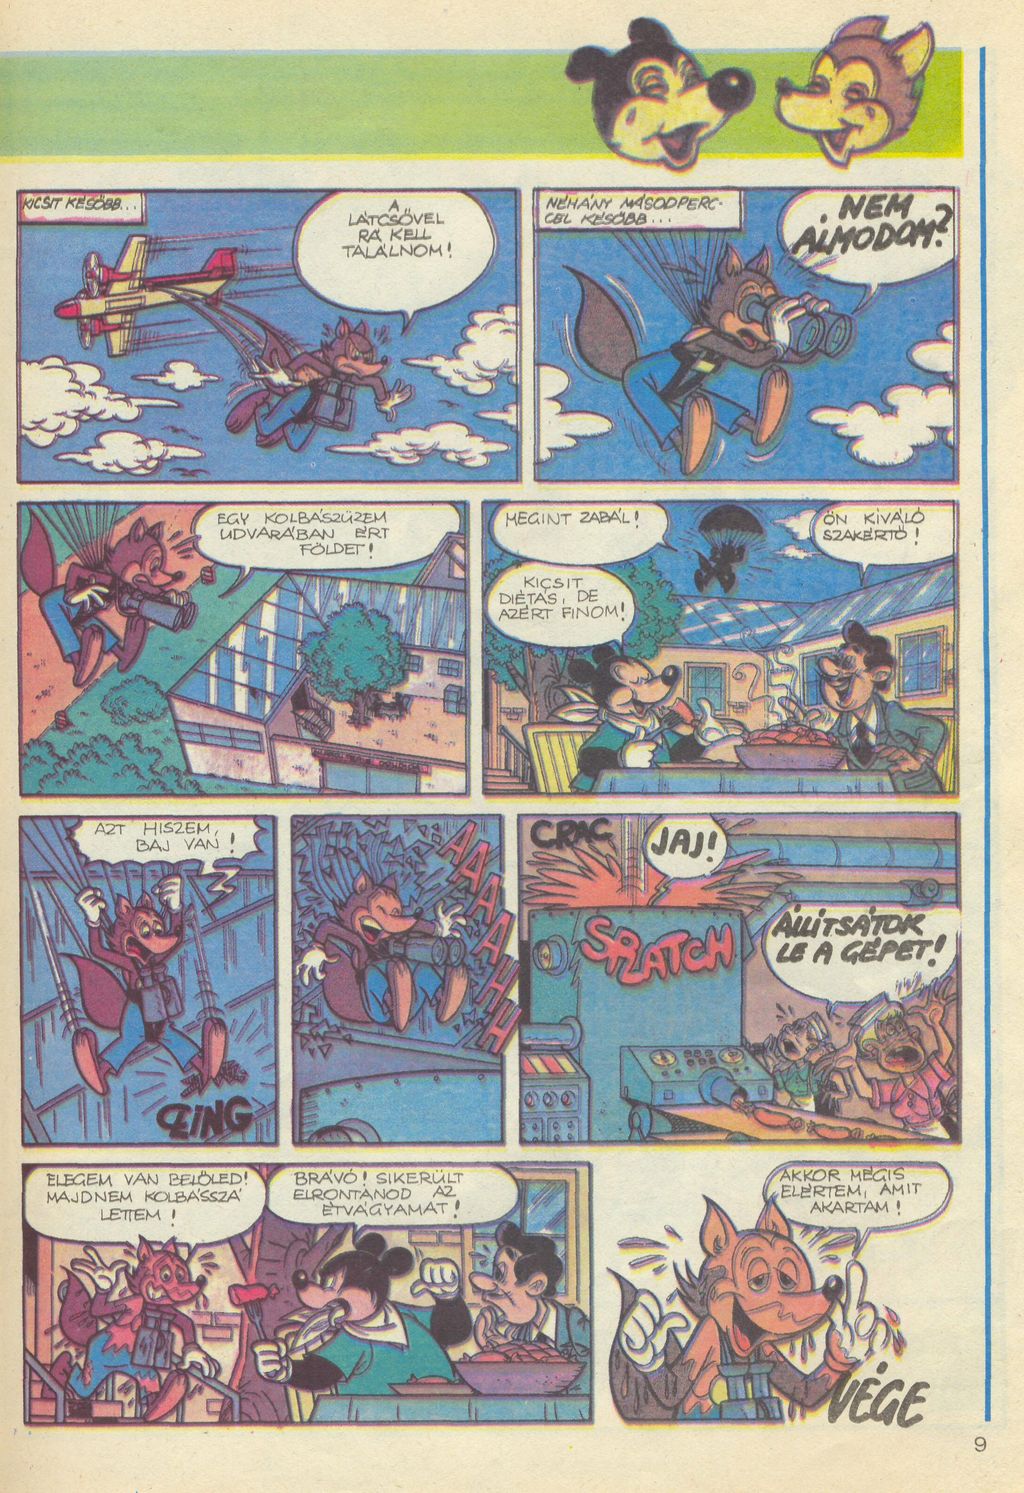 KICSIT KÉSŐBB...
A
LÁTCSŐVEL
RÁ KELL
TALÁLNOM!
NÉHÁNY MÁSODPERC-
CEL KÉSŐBB...
NEM
ÁLMODOM?
EGY KOLBÁSZÜZEM
UDVARÁBAN ÉRT
FÖLDET!
MEGINT ZABÁL!
KICSIT
DIÉTÁS, DE
AZÉRT FINOM!
ÖN KIVÁLÓ
SZAKÉRTŐ!
AZT HISZEM,
BAJ VAN!
CLING
AAAAAHHH
CRAC
JAJ!
SPLATCH
ÁLLÍTSÁTOK
LE A GÉPET!
ELEGEM VAN BELŐLED!
MAJDNEM KOLBÁSSZÁ
LETTEM!
BRÁVÓ! SIKERÜLT
ELRONTANOD AZ
ÉTVÁGYAMAT!
AKKOR MÉGIS
ELÉRTEM, AMIT
AKARTAM!
VÉGE
9